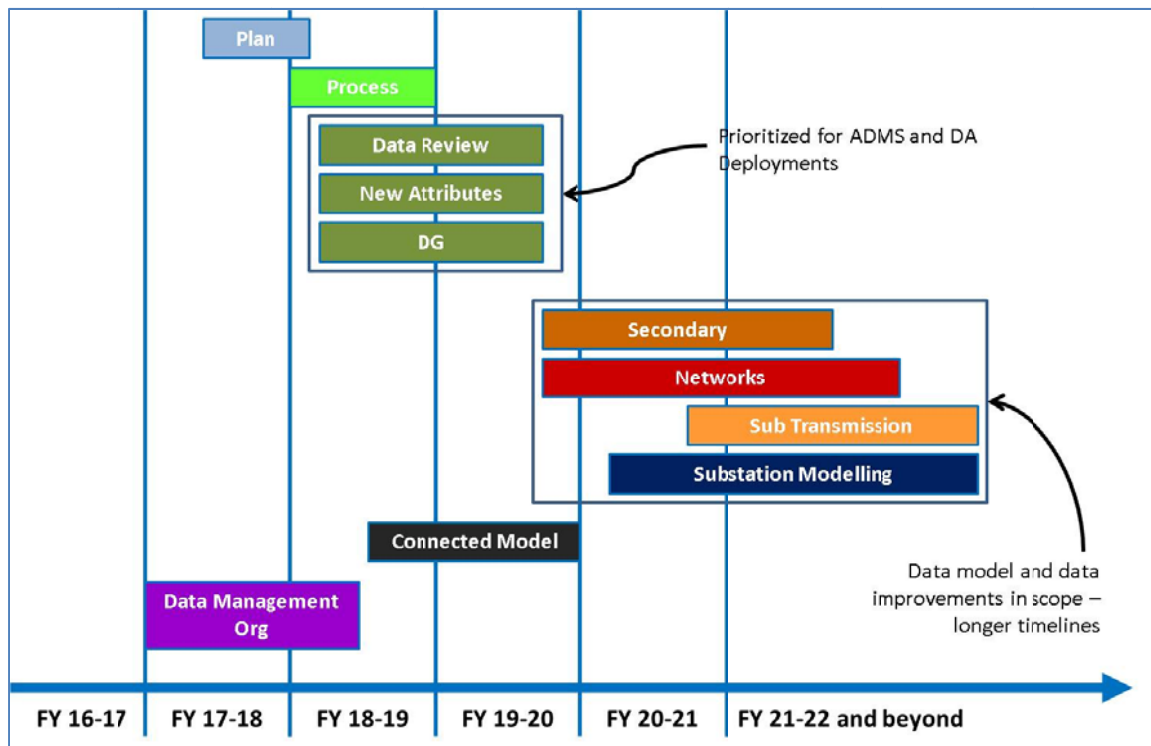 Plan
Process
Data Review
New Attributes
DG
Prioritized for ADMS and DA
Deployments
Secondary
Networks
Sub Transmission
Substation Modelling
Connected Model
Data Management
Org
Data model and data
improvements in scope –
longer timelines
FY 16-17 FY 17-18 FY 18-19 FY 19-20 FY 20-21 FY 21-22 and beyond